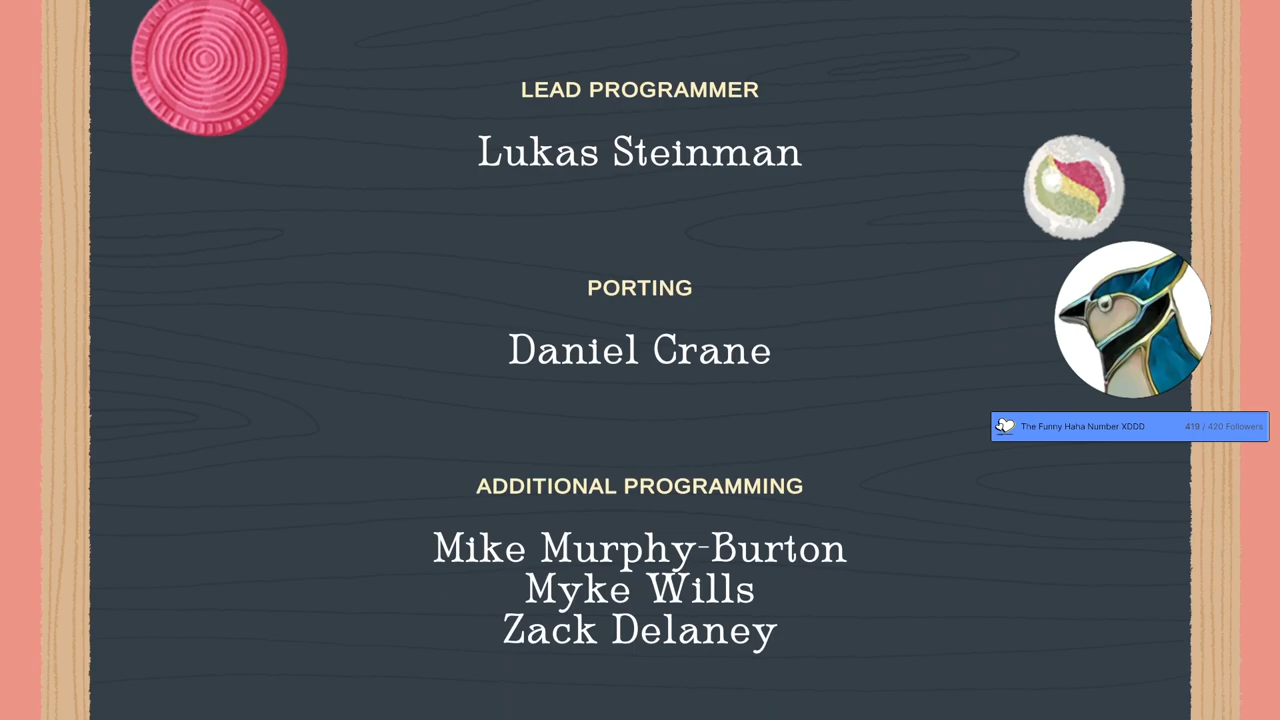 LEAD PROGRAMMER
Lukas Steinman
PORTING
Daniel Crane
The Funny Haha Number XDDD 419 / 420 Followers
ADDITIONAL PROGRAMMING
Mike Murphy-Burton
Myke Wills
Zack Delaney